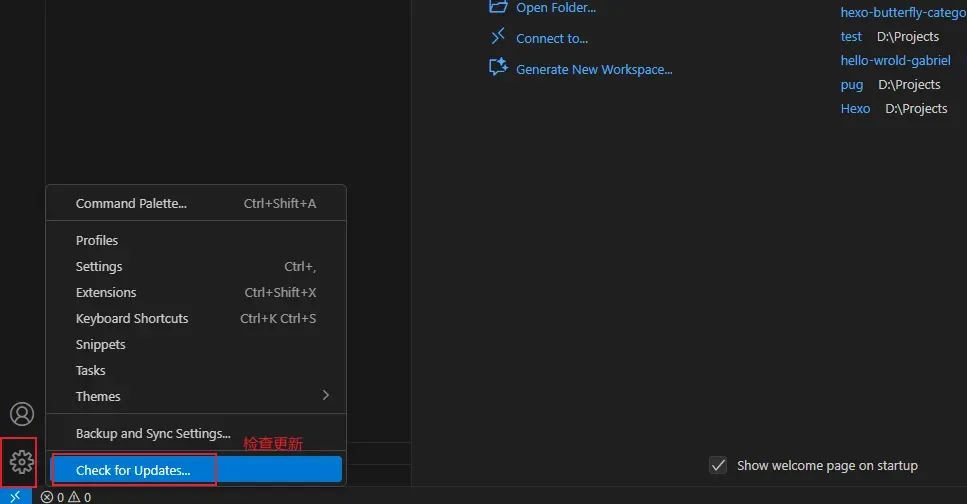 Open Folder...
Connect to...
Generate New Workspace...
hexo-butterfly-catego
test D:\Projects
hello-wrold-gabriel
pug D:\Projects
Hexo D:\Projects
Command Palette... Ctrl+Shift+A
Profiles
Settings Ctrl+,
Extensions Ctrl+Shift+X
Keyboard Shortcuts Ctrl+K Ctrl+S
Snippets
Tasks
Themes
Backup and Sync Settings...
检查更新
Check for Updates...
Show welcome page on startup
0 0